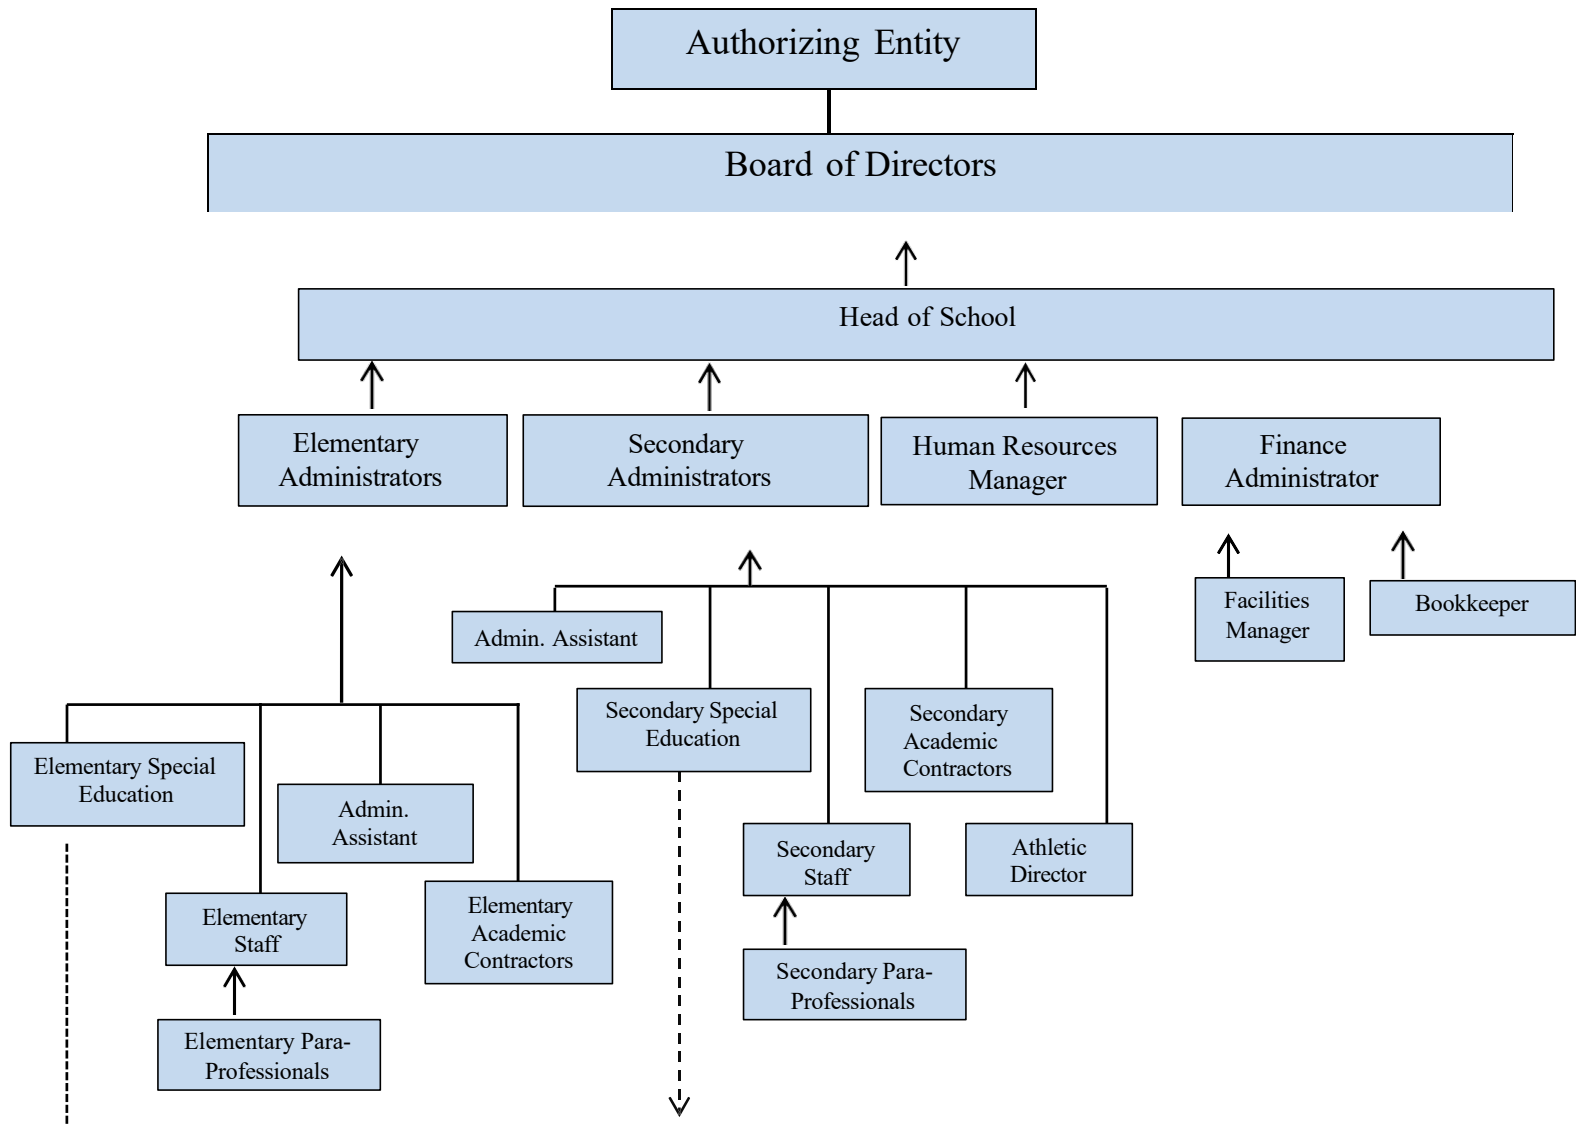 Authorizing Entity
Board of Directors
Head of School
Elementary
Administrators
Secondary
Administrators
Human Resources
Manager
Finance
Administrator
Facilities
Manager
Bookkeeper
Admin. Assistant
Secondary Special
Education
Secondary
Academic
Contractors
Elementary Special
Education
Admin.
Assistant
Secondary
Staff
Athletic
Director
Elementary
Staff
Elementary
Academic
Contractors
Secondary Para-
Professionals
Elementary Para-
Professionals